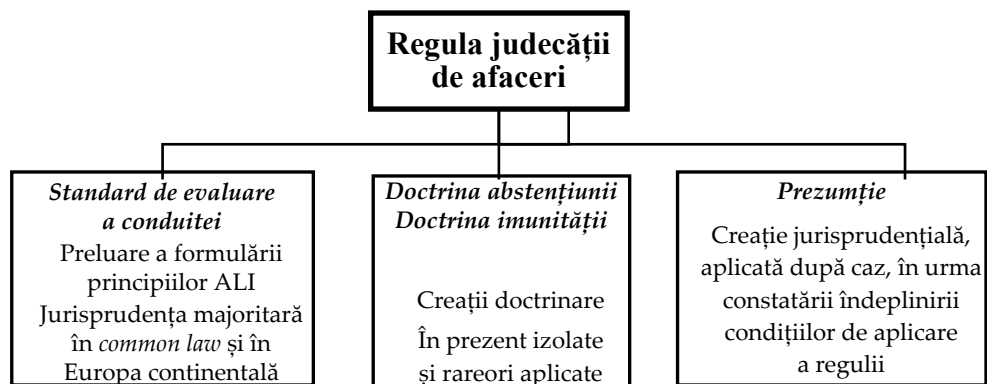 Regula judecății
de afaceri
Standard de evaluare
a conduitei
Preluare a formulării
principiilor ALI
Jurisprudența majoritară
în common law și în
Europa continentală
Doctrina abstențiunii
Doctrina imunității
Creații doctrinare
În prezent izolate
și rareori aplicate
Prezumție
Creație jurisprudențială,
aplicată după caz, în urma
constatării îndeplinirii
condițiilor de aplicare
a regulii